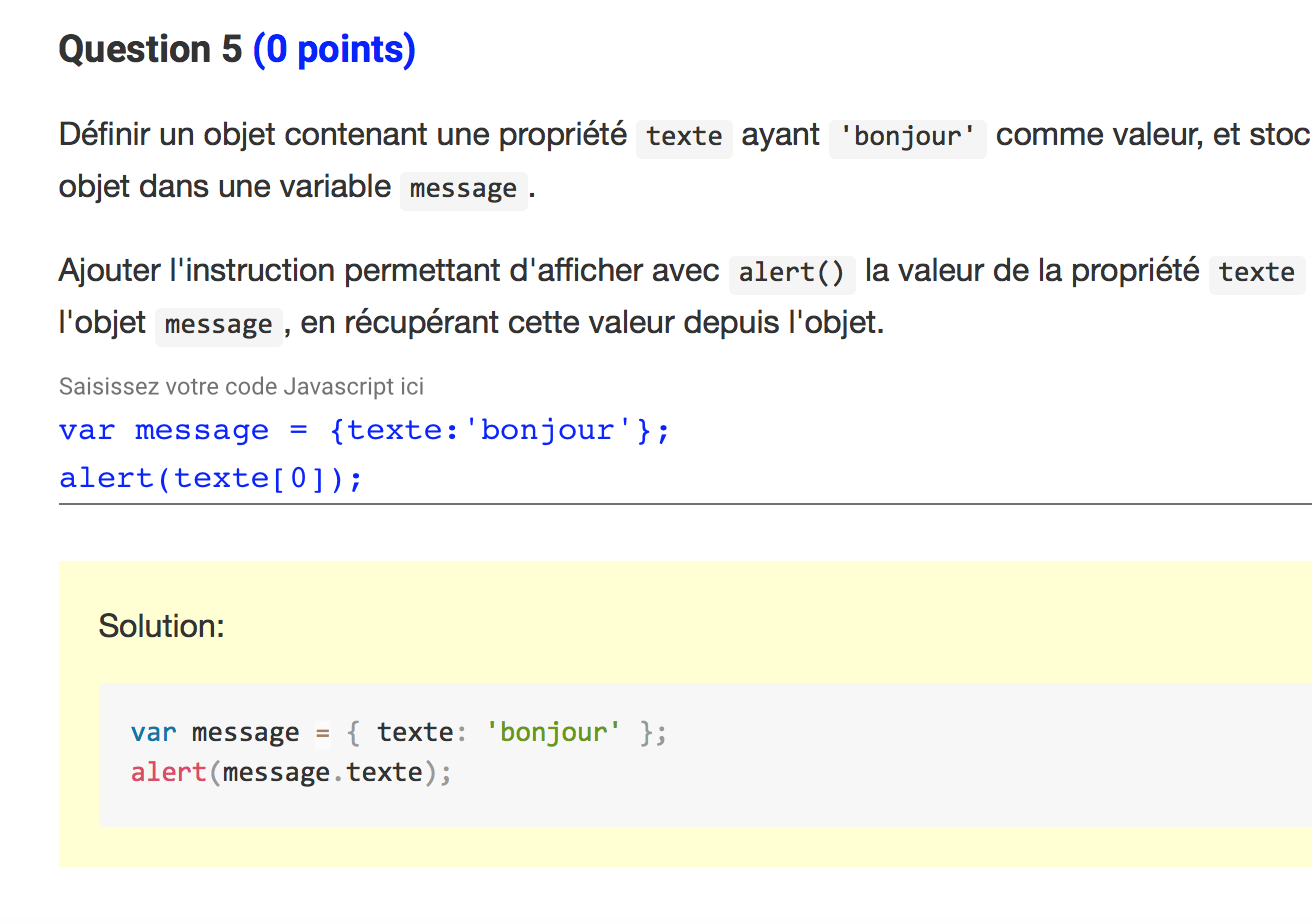 Question 5 (0 points)
Définir un objet contenant une propriété texte ayant 'bonjour' comme valeur, et stoc
objet dans une variable message.
Ajouter l'instruction permettant d'afficher avec alert() la valeur de la propriété texte
l'objet message, en récupérant cette valeur depuis l'objet.
Saisissez votre code Javascript ici
var message = {texte:'bonjour'};
alert(texte[0]);
Solution:
var message = { texte: 'bonjour' };
alert(message.texte);